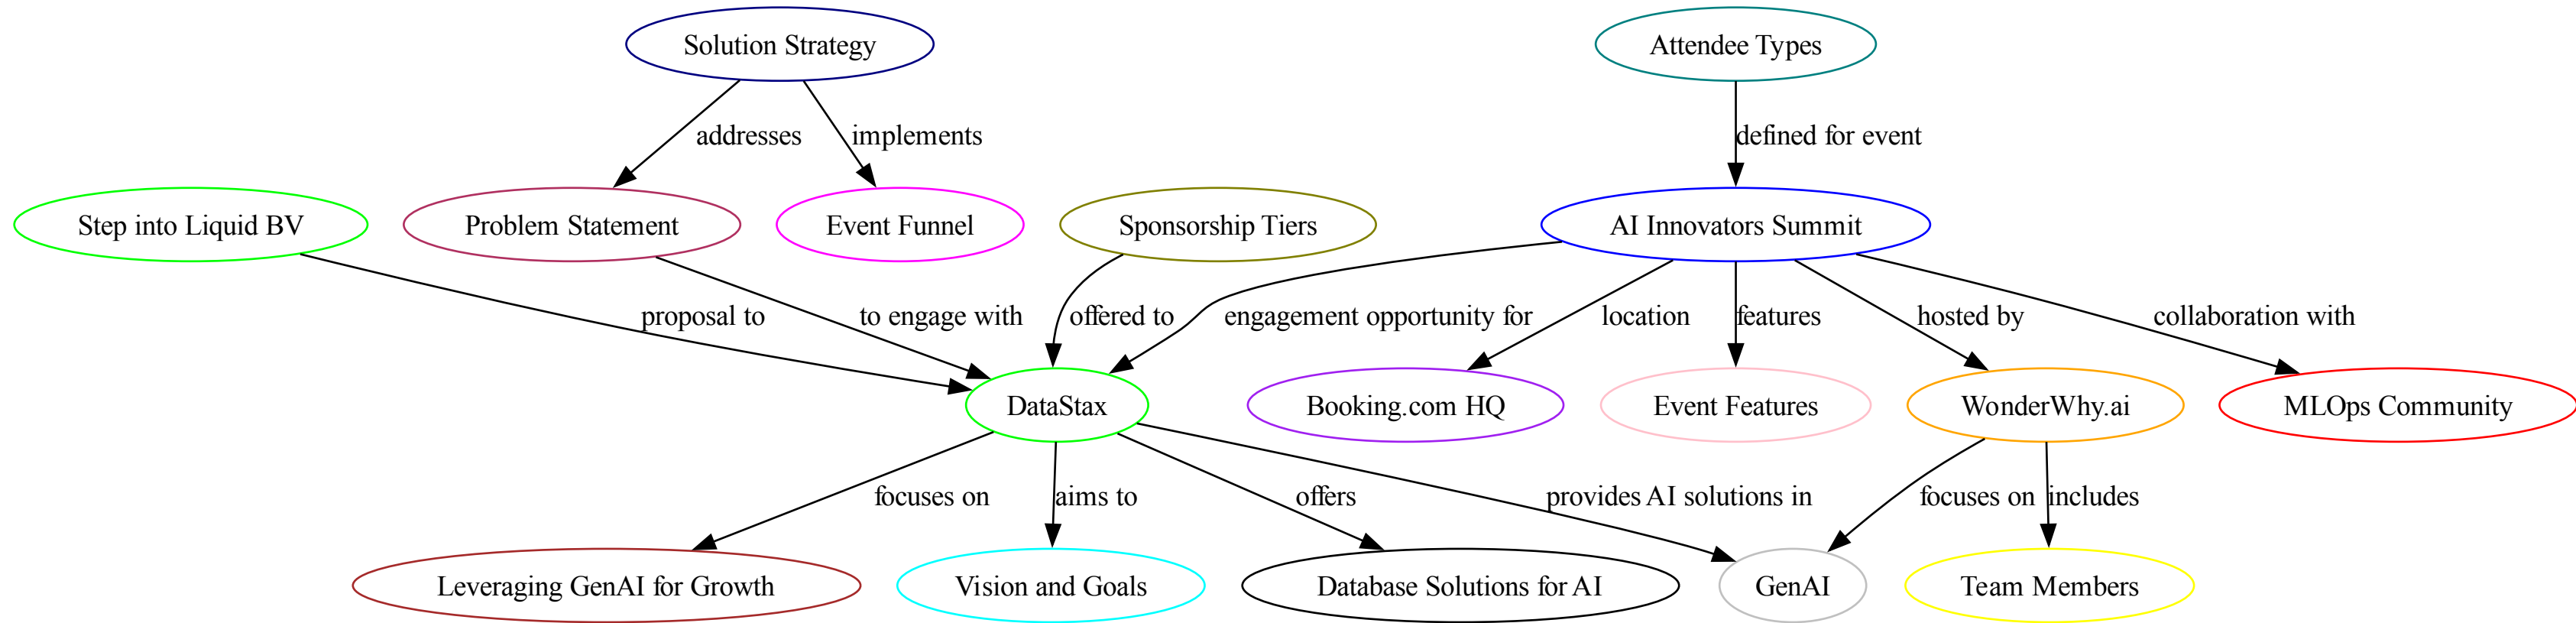 Solution Strategy
Attendee Types
addresses
implements
defined for event
Step into Liquid BV
Problem Statement
Event Funnel
Sponsorship Tiers
AI Innovators Summit
proposal to
to engage with
offered to
engagement opportunity for
location
features
hosted by
collaboration with
DataStax
Booking.com HQ
Event Features
WonderWhy.ai
MLOps Community
focuses on
aims to
offers
provides AI solutions in
focuses on
includes
Leveraging GenAI for Growth
Vision and Goals
Database Solutions for AI
GenAI
Team Members